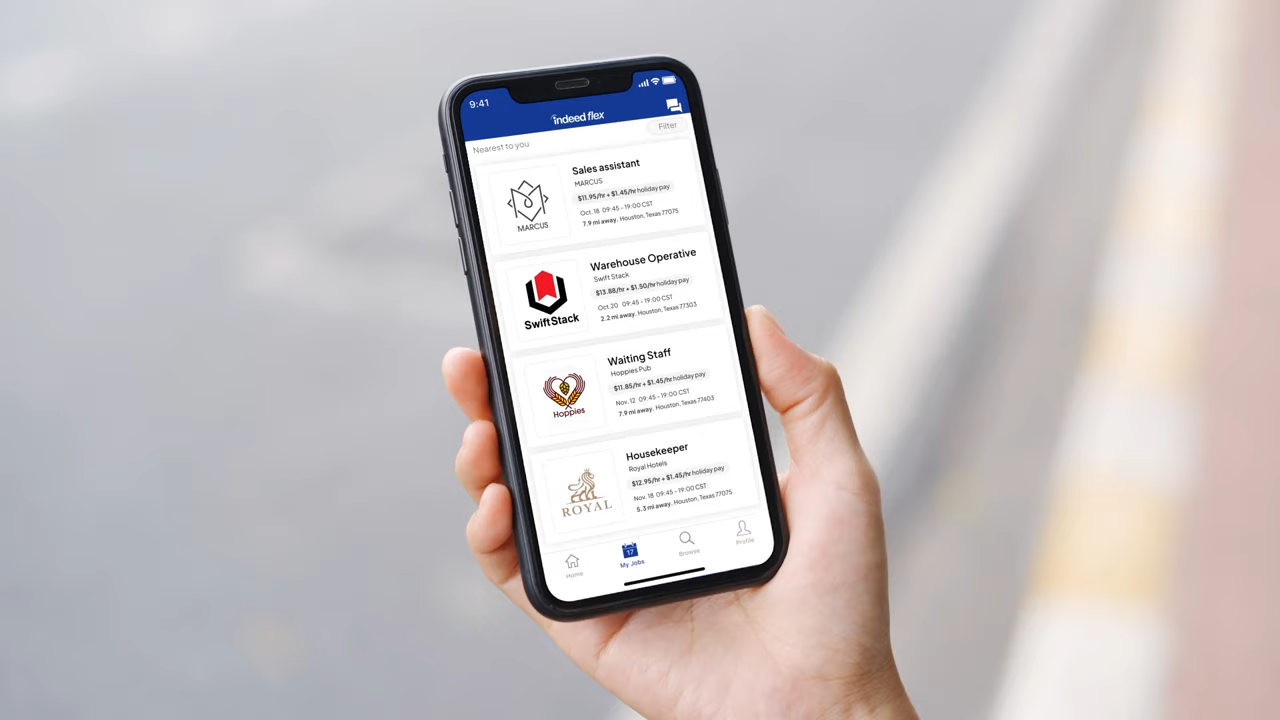 9:41
indeed flex
Nearest to you
Filter
MARCUS
Sales assistant
MARCUS
$11.95/hr + $1.45/hr holiday pay
Oct. 18 09:45 - 19:00 CST
7.9 mi away. Houston, Texas 77075
SwiftStack
Warehouse Operative
Swift Stack
$13.88/hr + $1.50/hr holiday pay
Oct.20 09:45 - 19:00 CST
2.2 mi away. Houston, Texas 77303
Hoppies
Waiting Staff
Hoppies Pub
$11.85/hr + $1.45/hr holiday pay
Nov. 12 09:45 - 19:00 CST
7.9 mi away. Houston, Texas 77403
ROYAL
Housekeeper
Royal Hotels
$12.95/hr + $1.45/hr holiday pay
Nov. 18 09:45 - 19:00 CST
5.3 mi away. Houston, Texas 77075
Home
17
My Jobs
Browse
Profile